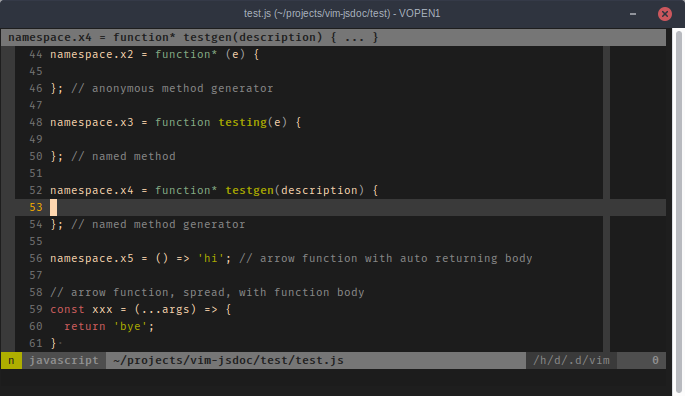 test.js (~/projects/vim-jsdoc/test) - VOPEN1
namespace.x4 = function* testgen(description) { ... }
44 namespace.x2 = function* (e) {
45
46 }; // anonymous method generator
47
48 namespace.x3 = function testing(e) {
49
50 }; // named method
51
52 namespace.x4 = function* testgen(description) {
53
54 }; // named method generator
55
56 namespace.x5 = () => 'hi'; // arrow function with auto returning body
57
58 // arrow function, spread, with function body
59 const xxx = (...args) => {
60   return 'bye';
61 }·
n javascript ~/projects/vim-jsdoc/test/test.js /h/d/.d/vim 0